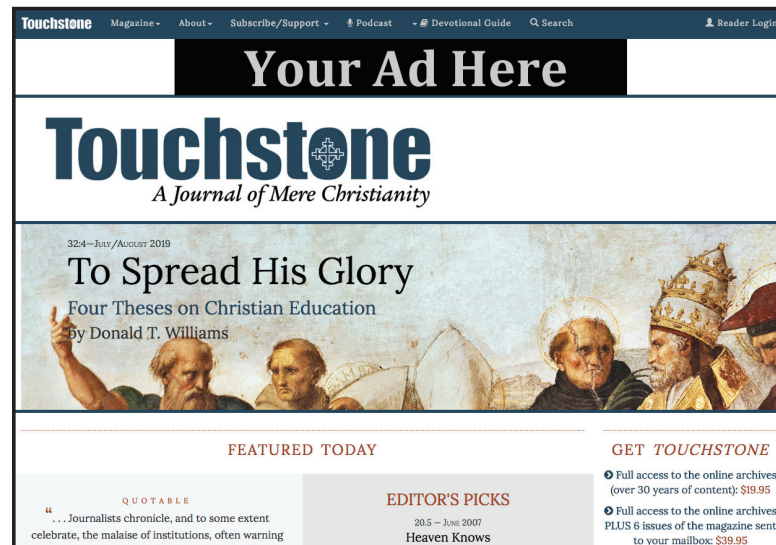 Touchstone Magazine About Subscribe/Support Podcast Devotional Guide Search Reader Login
Your Ad Here
Touchstone
A Journal of Mere Christianity
32:4—July/August 2019
To Spread His Glory
Four Theses on Christian Education
by Donald T. Williams
FEATURED TODAY
GET TOUCHSTONE
QUOTABLE
“. . . Journalists chronicle, and to some extent
celebrate, the malaise of institutions, often warning
EDITOR'S PICKS
20.5 — June 2007
Heaven Knows
Full access to the online archives
(over 30 years of content): $19.95
Full access to the online archives
PLUS 6 issues of the magazine sent
to your mailbox: $39.95